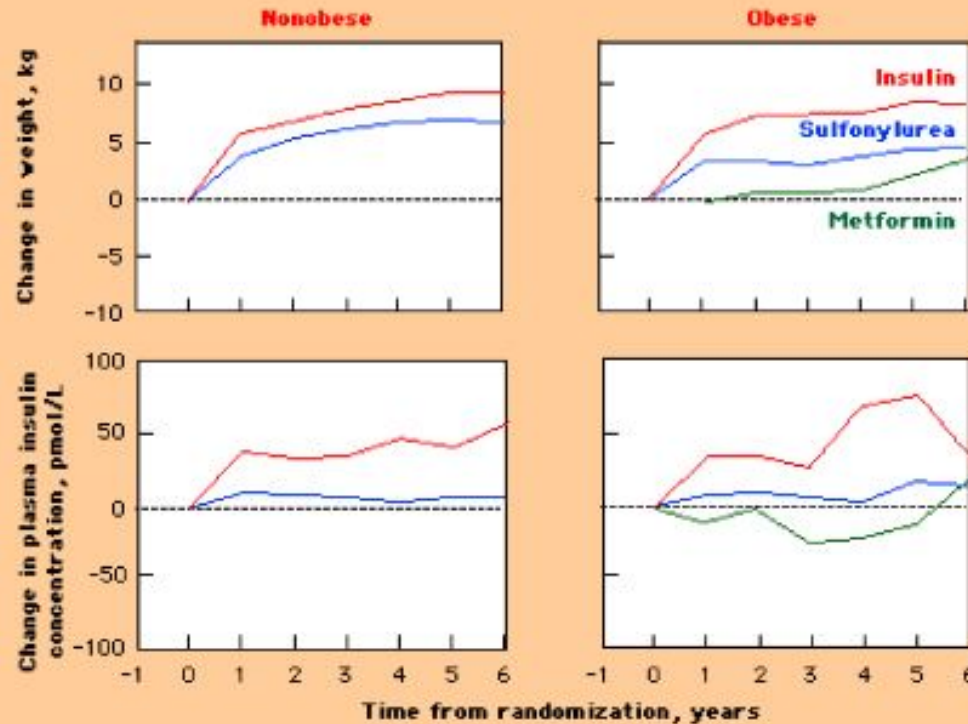 Nonobese
Obese
Change in weight, kg
10
5
0
-5
-10
Insulin
Sulfonylurea
Metformin
Change in plasma insulin
concentration, pmol/L
100
50
0
-50
-100
-1 0 1 2 3 4 5 6
-1 0 1 2 3 4 5 6
Time from randomization, years